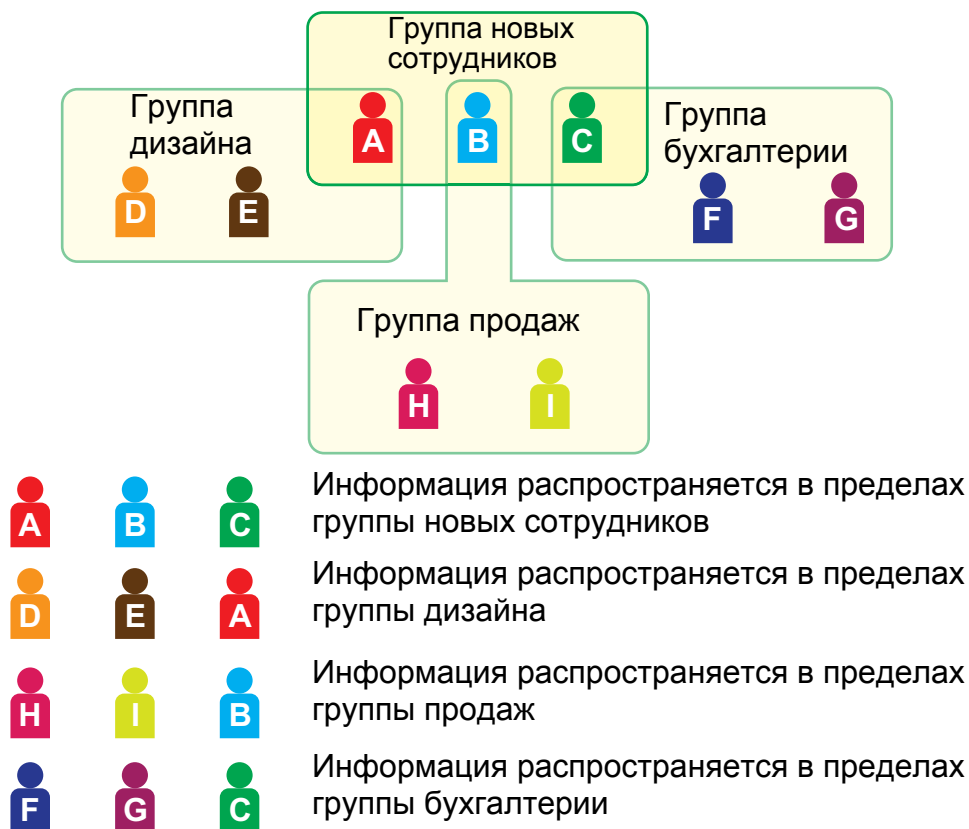 Группа новых
сотрудников
Группа
дизайна
A
B
C
Группа
бухгалтерии
D
E
F
G
Группа продаж
H
I
A B C Информация распространяется в пределах
группы новых сотрудников
D E A Информация распространяется в пределах
группы дизайна
H I B Информация распространяется в пределах
группы продаж
F G C Информация распространяется в пределах
группы бухгалтерии